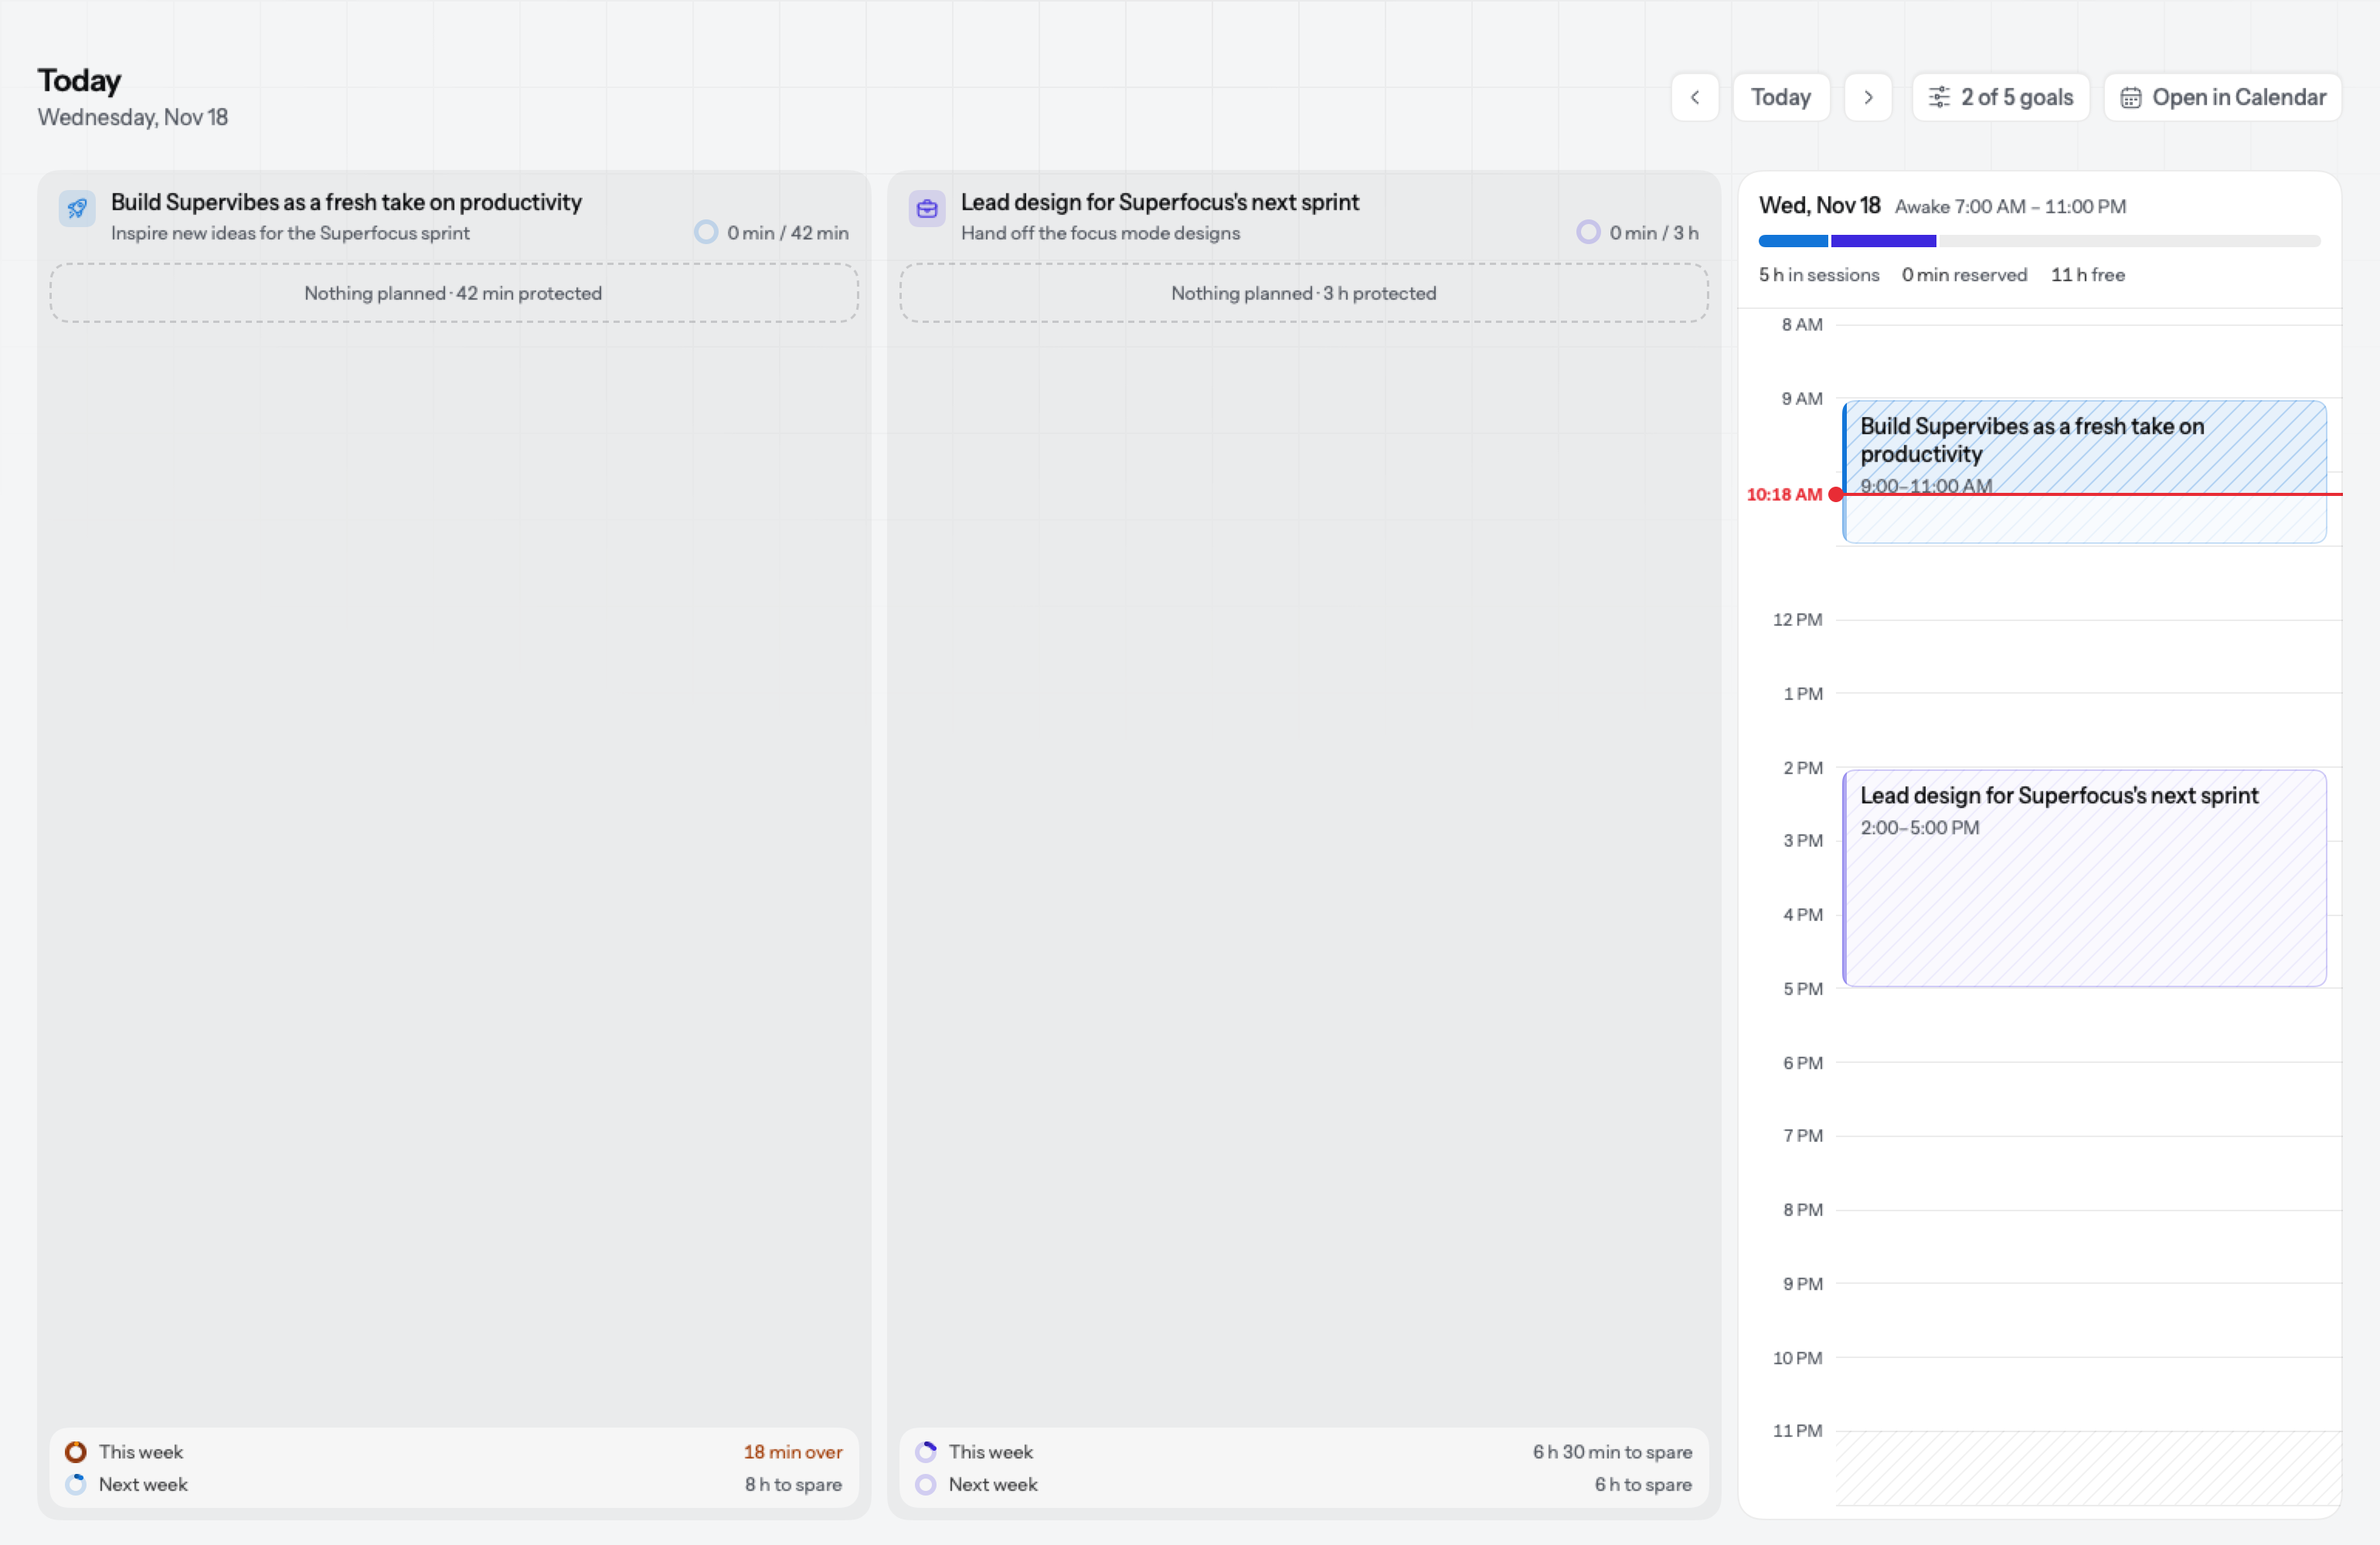 Today
Wednesday, Nov 18
Today
2 of 5 goals
Open in Calendar
Build Supervibes as a fresh take on productivity
Inspire new ideas for the Superfocus sprint
0 min / 42 min
Nothing planned · 42 min protected
This week
18 min over
Next week
8 h to spare
Lead design for Superfocus's next sprint
Hand off the focus mode designs
0 min / 3 h
Nothing planned · 3 h protected
This week
6 h 30 min to spare
Next week
6 h to spare
Wed, Nov 18 Awake 7:00 AM – 11:00 PM
5 h in sessions 0 min reserved 11 h free
8 AM
9 AM
Build Supervibes as a fresh take on
productivity
9:00–11:00 AM
10:18 AM
12 PM
1 PM
2 PM
Lead design for Superfocus's next sprint
2:00–5:00 PM
3 PM
4 PM
5 PM
6 PM
7 PM
8 PM
9 PM
10 PM
11 PM